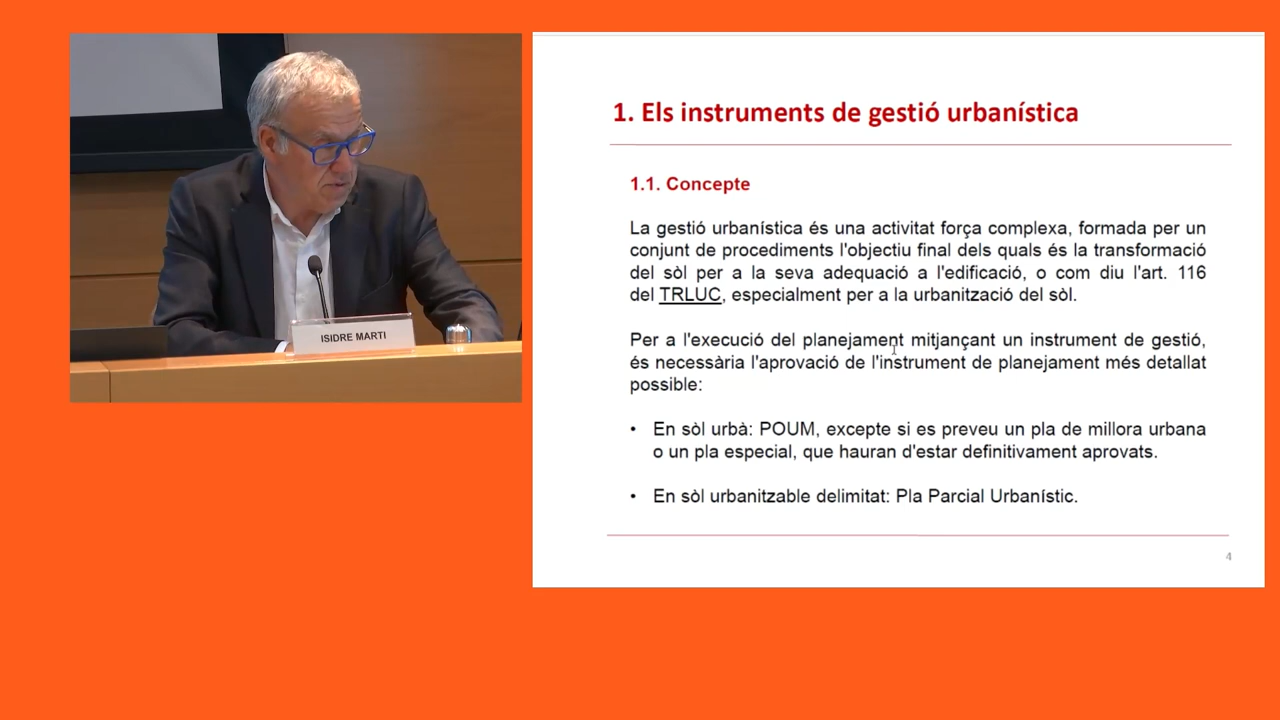 ISIDRE MARTI
1. Els instruments de gestió urbanística
1.1. Concepte
La gestió urbanística és una activitat força complexa, formada per un
conjunt de procediments l'objectiu final dels quals és la transformació
del sòl per a la seva adequació a l'edificació, o com diu l'art. 116
del TRLUC, especialment per a la urbanització del sòl.
Per a l'execució del planejament mitjançant un instrument de gestió,
és necessària l'aprovació de l'instrument de planejament més detallat
possible:
• En sòl urbà: POUM, excepte si es preveu un pla de millora urbana
o un pla especial, que hauran d'estar definitivament aprovats.
• En sòl urbanitzable delimitat: Pla Parcial Urbanístic.
4